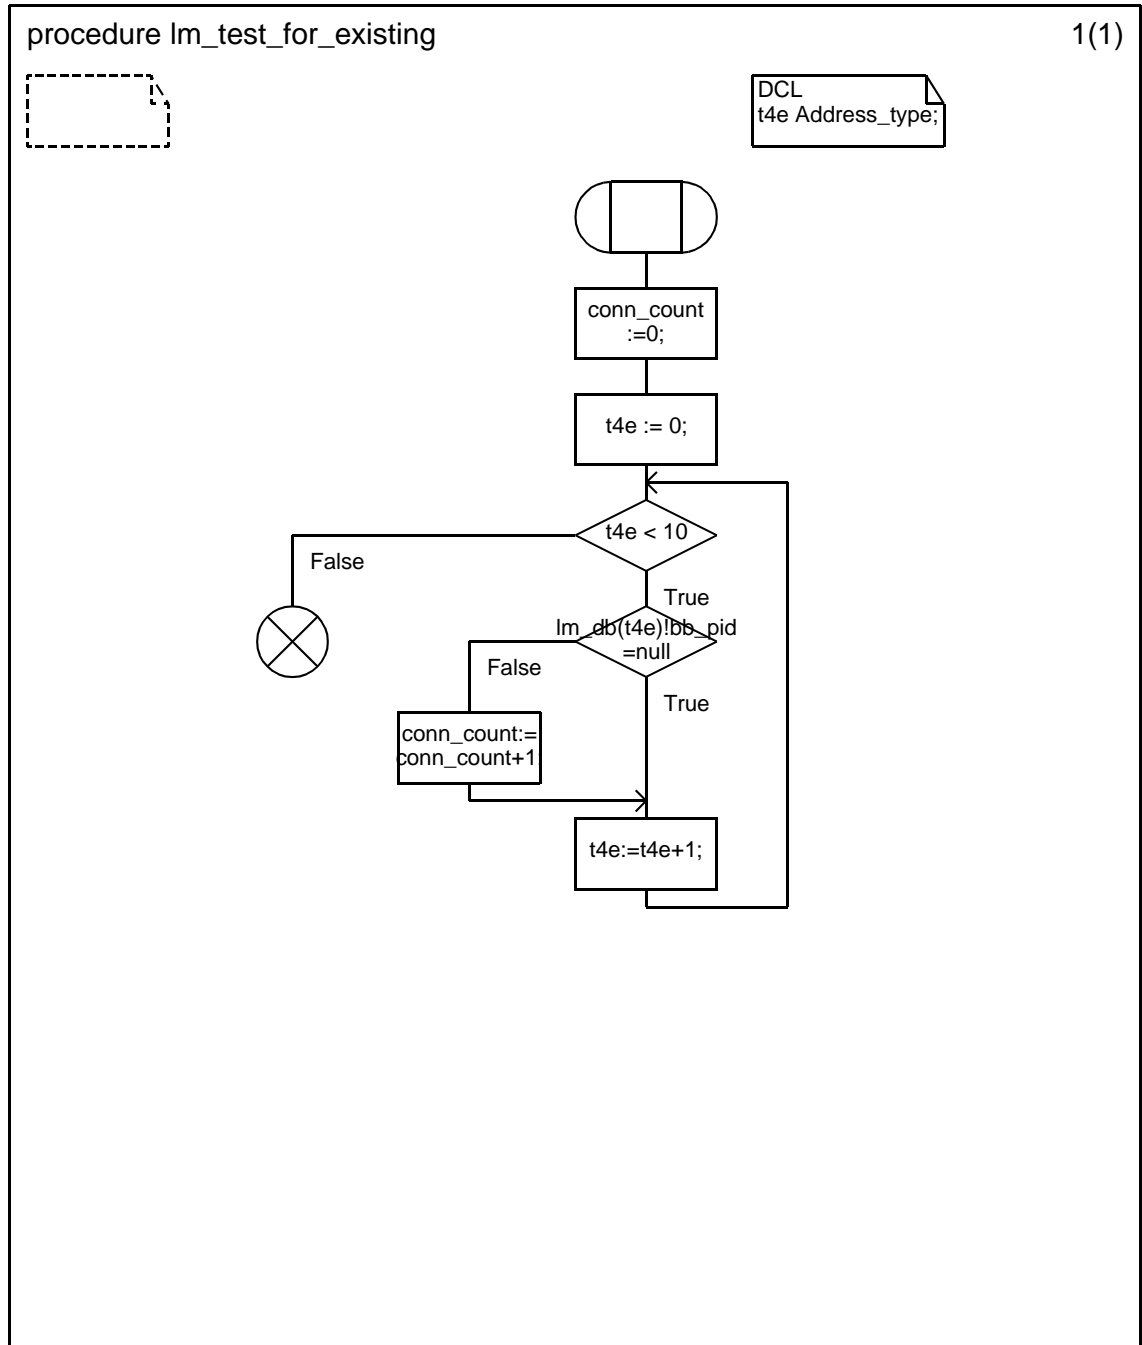 procedure lm_test_for_existing
1(1)
DCL
t4e Address_type;
conn_count
:=0;
t4e := 0;
t4e < 10
False
True
lm_db(t4e)!bb_pid
=null
False
True
conn_count:=
conn_count+1
t4e:=t4e+1;